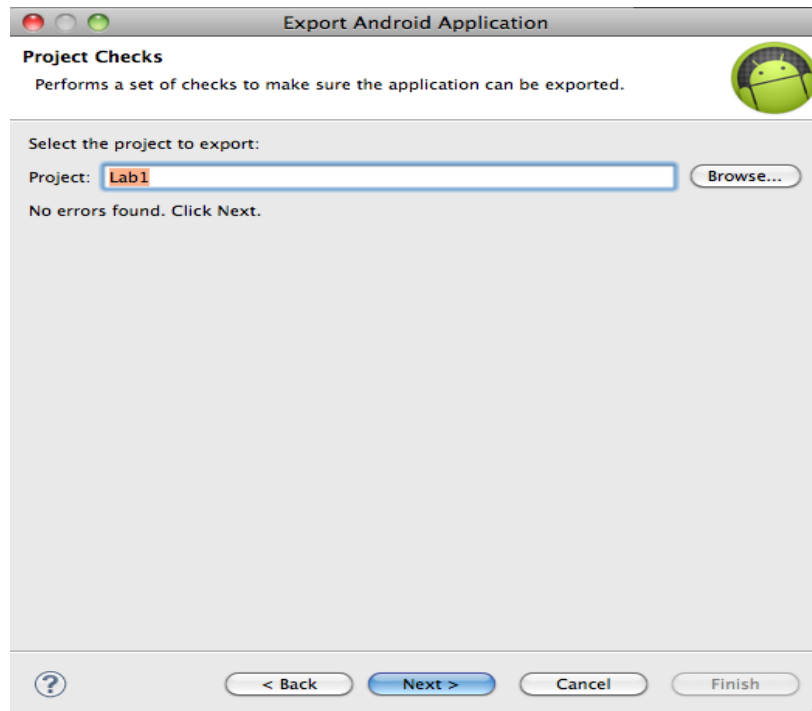 Export Android Application
Project Checks
Performs a set of checks to make sure the application can be exported.
Select the project to export:
Project: Lab1 Browse...
No errors found. Click Next.
? < Back Next > Cancel Finish